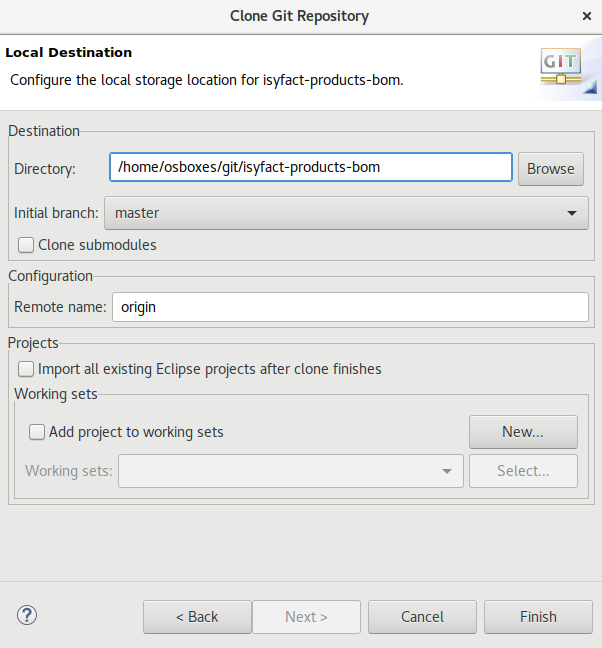 Clone Git Repository
Local Destination
Configure the local storage location for isyfact-products-bom.
GIT
Destination
Directory: /home/osboxes/git/isyfact-products-bom Browse
Initial branch: master
Clone submodules
Configuration
Remote name: origin
Projects
Import all existing Eclipse projects after clone finishes
Working sets
Add project to working sets New...
Working sets: Select...
? < Back Next > Cancel Finish